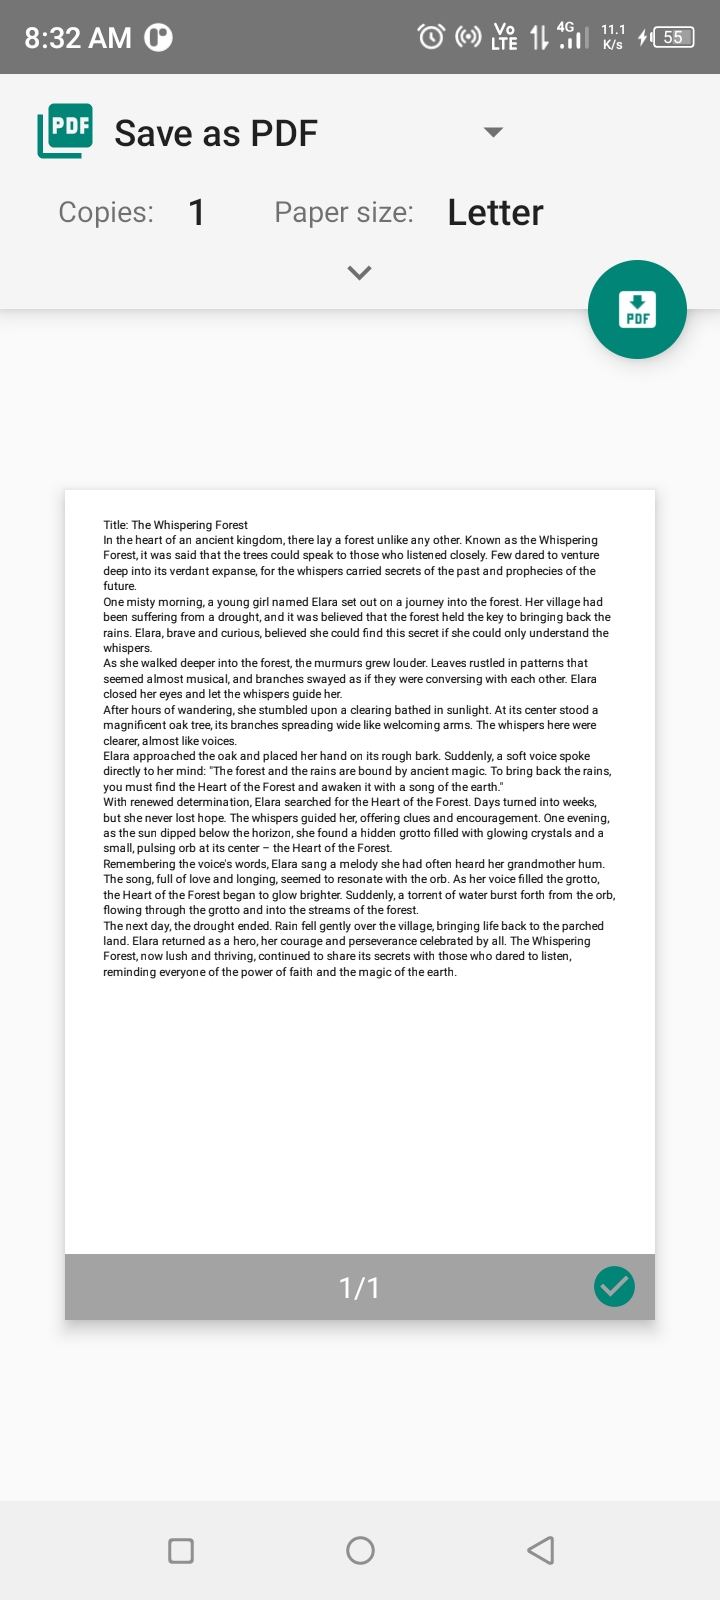 8:32 AM
Vo
LTE
4G
11.1
K/s
55
PDF
Save as PDF
Copies: 1 Paper size: Letter
PDF
Title: The Whispering Forest
In the heart of an ancient kingdom, there lay a forest unlike any other. Known as the Whispering
Forest, it was said that the trees could speak to those who listened closely. Few dared to venture
deep into its verdant expanse, for the whispers carried secrets of the past and prophecies of the
future.
One misty morning, a young girl named Elara set out on a journey into the forest. Her village had
been suffering from a drought, and it was believed that the forest held the key to bringing back the
rains. Elara, brave and curious, believed she could find this secret if she could only understand the
whispers.
As she walked deeper into the forest, the murmurs grew louder. Leaves rustled in patterns that
seemed almost musical, and branches swayed as if they were conversing with each other. Elara
closed her eyes and let the whispers guide her.
After hours of wandering, she stumbled upon a clearing bathed in sunlight. At its center stood a
magnificent oak tree, its branches spreading wide like welcoming arms. The whispers here were
clearer, almost like voices.
Elara approached the oak and placed her hand on its rough bark. Suddenly, a soft voice spoke
directly to her mind: "The forest and the rains are bound by ancient magic. To bring back the rains,
you must find the Heart of the Forest and awaken it with a song of the earth."
With renewed determination, Elara searched for the Heart of the Forest. Days turned into weeks,
but she never lost hope. The whispers guided her, offering clues and encouragement. One evening,
as the sun dipped below the horizon, she found a hidden grotto filled with glowing crystals and a
small, pulsing orb at its center – the Heart of the Forest.
Remembering the voice's words, Elara sang a melody she had often heard her grandmother hum.
The song, full of love and longing, seemed to resonate with the orb. As her voice filled the grotto,
the Heart of the Forest began to glow brighter. Suddenly, a torrent of water burst forth from the orb,
flowing through the grotto and into the streams of the forest.
The next day, the drought ended. Rain fell gently over the village, bringing life back to the parched
land. Elara returned as a hero, her courage and perseverance celebrated by all. The Whispering
Forest, now lush and thriving, continued to share its secrets with those who dared to listen,
reminding everyone of the power of faith and the magic of the earth.
1/1